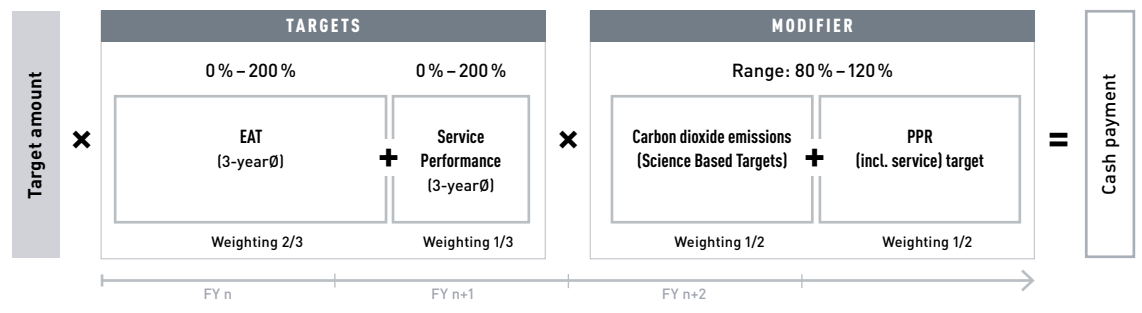 Target amount
×
TARGETS
0 % – 200 %
0 % – 200 %
EAT
(3-yearØ)
+
Service
Performance
(3-yearØ)
Weighting 2/3
Weighting 1/3
×
MODIFIER
Range: 80 % – 120 %
Carbon dioxide emissions
(Science Based Targets)
+
PPR
(incl. service) target
Weighting 1/2
Weighting 1/2
=
Cash payment
FY n
FY n+1
FY n+2